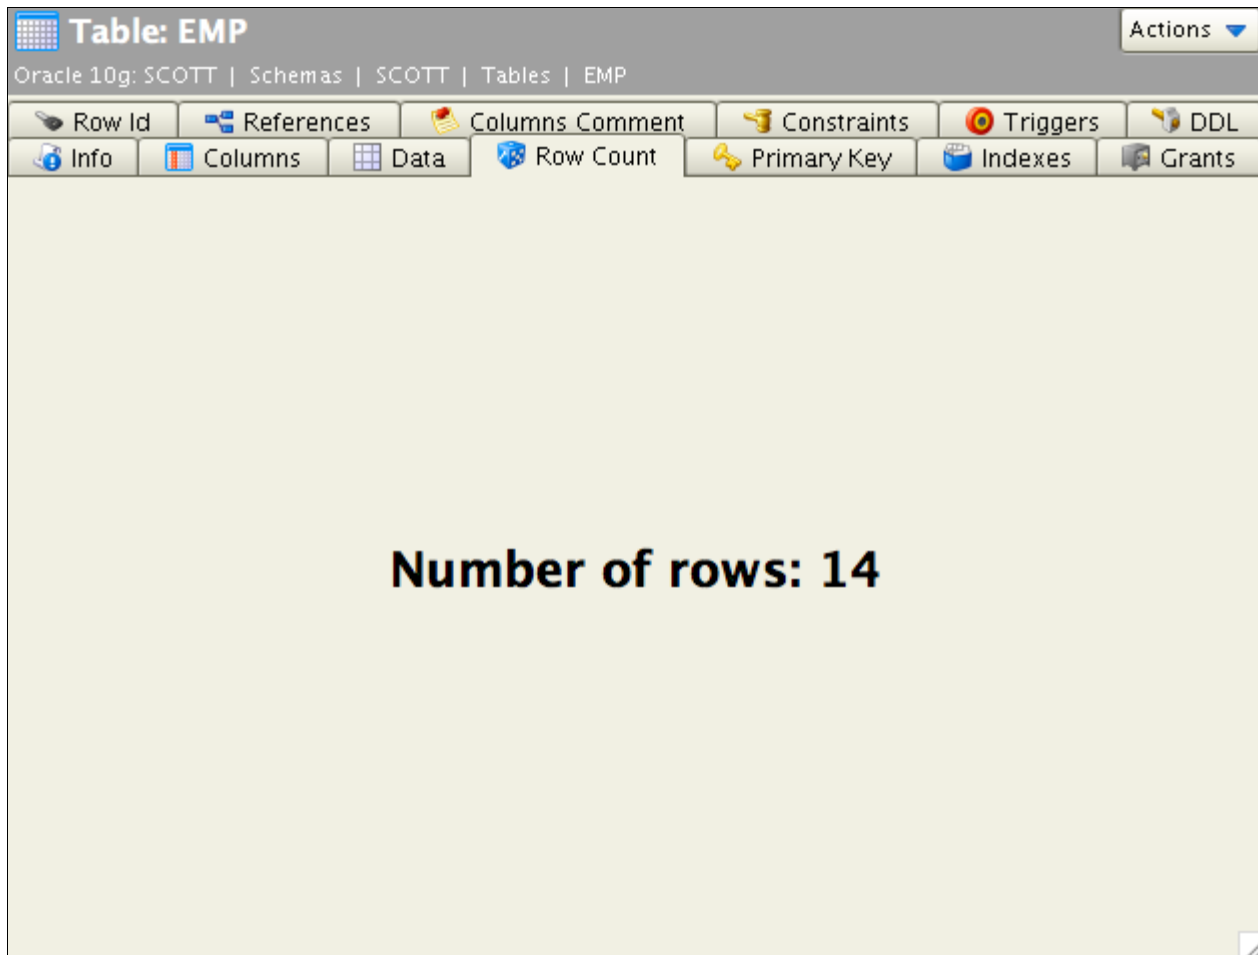 Table: EMP
Actions
Oracle 10g: SCOTT | Schemas | SCOTT | Tables | EMP
Row Id References Columns Comment Constraints Triggers DDL
Info Columns Data Row Count Primary Key Indexes Grants
Number of rows: 14